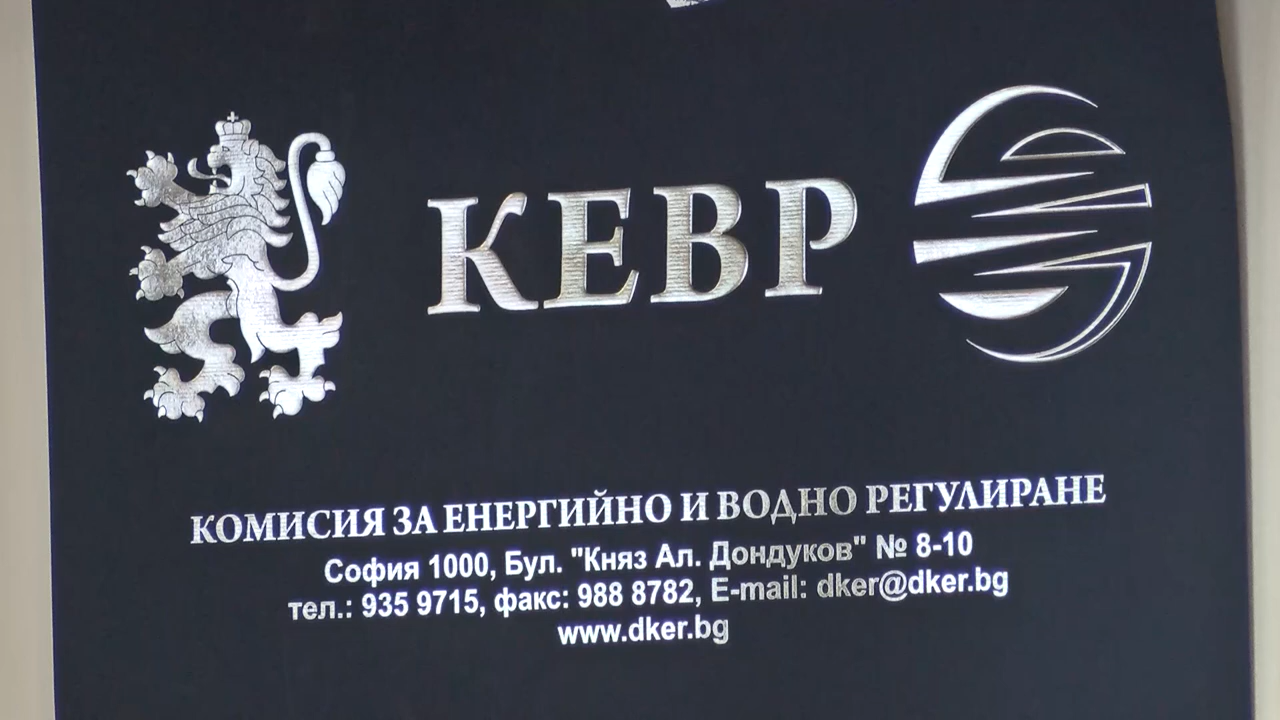 КЕВР
КОМИСИЯ ЗА ЕНЕРГИЙНО И ВОДНО РЕГУЛИРАНЕ
София 1000, Бул. "Княз Ал. Дондуков" № 8-10
тел.: 935 9715, факс: 988 8782, E-mail: dker@dker.bg
www.dker.bg